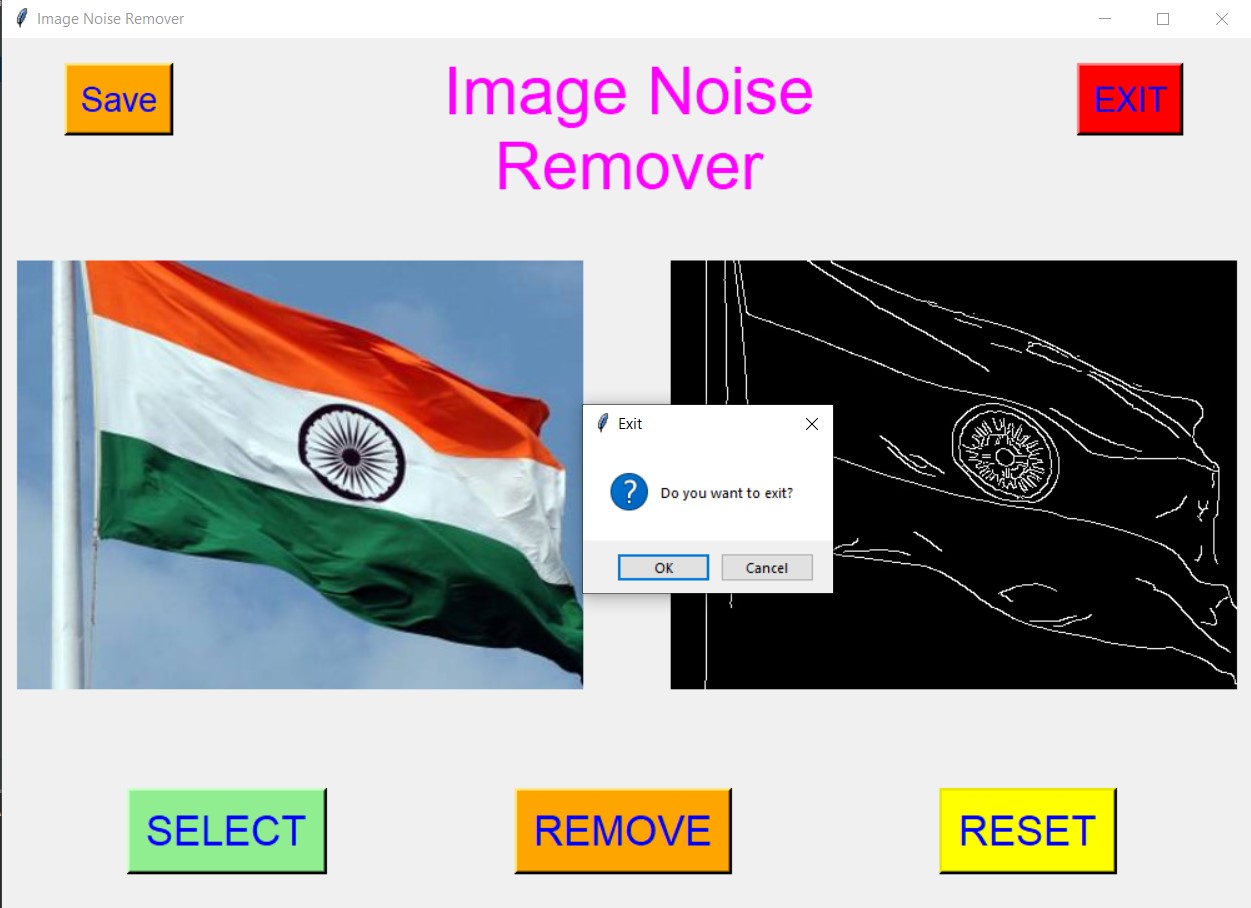 Image Noise Remover
Save
Image Noise
Remover
EXIT
Exit
Do you want to exit?
OK
Cancel
SELECT
REMOVE
RESET